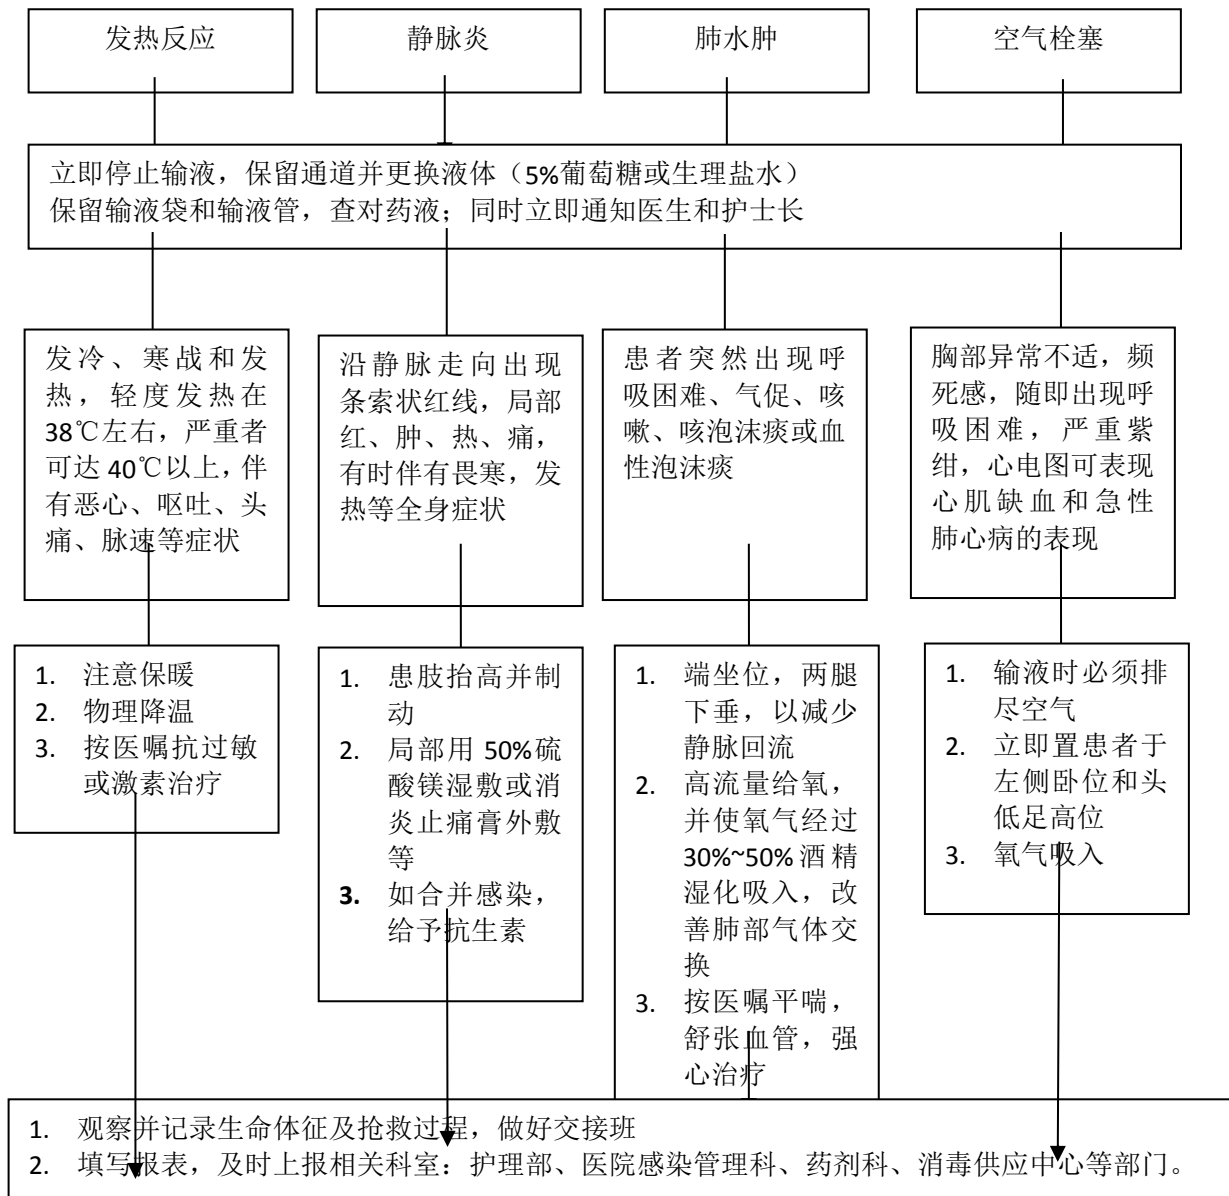 发热反应
静脉炎
肺水肿
空气栓塞
立即停止输液，保留通道并更换液体（5%葡萄糖或生理盐水）
保留输液袋和输液管，查对药液；同时立即通知医生和护士长
发冷、寒战和发
热，轻度发热在
38℃左右，严重者
可达 40℃以上，伴
有恶心、呕吐、头
痛、脉速等症状
沿静脉走向出现
条索状红线，局部
红、肿、热、痛，
有时伴有畏寒，发
热等全身症状
患者突然出现呼
吸困难、气促、咳
嗽、咳泡沫痰或血
性泡沫痰
胸部异常不适，频
死感，随即出现呼
吸困难，严重紫
绀，心电图可表现
心肌缺血和急性
肺心病的表现
1. 注意保暖
2. 物理降温
3. 按医嘱抗过敏
或激素治疗
1. 患肢抬高并制
动
2. 局部用 50%硫
酸镁湿敷或消
炎止痛膏外敷
等
3. 如合并感染，
给予抗生素
1. 端坐位，两腿
下垂，以减少
静脉回流
2. 高流量给氧，
并使氧气经过
30%~50%酒精
湿化吸入，改
善肺部气体交
换
3. 按医嘱平喘，
舒张血管，强
心治疗
1. 输液时必须排
尽空气
2. 立即置患者于
左侧卧位和头
低足高位
3. 氧气吸入
1. 观察并记录生命体征及抢救过程，做好交接班
2. 填写报表，及时上报相关科室：护理部、医院感染管理科、药剂科、消毒供应中心等部门。